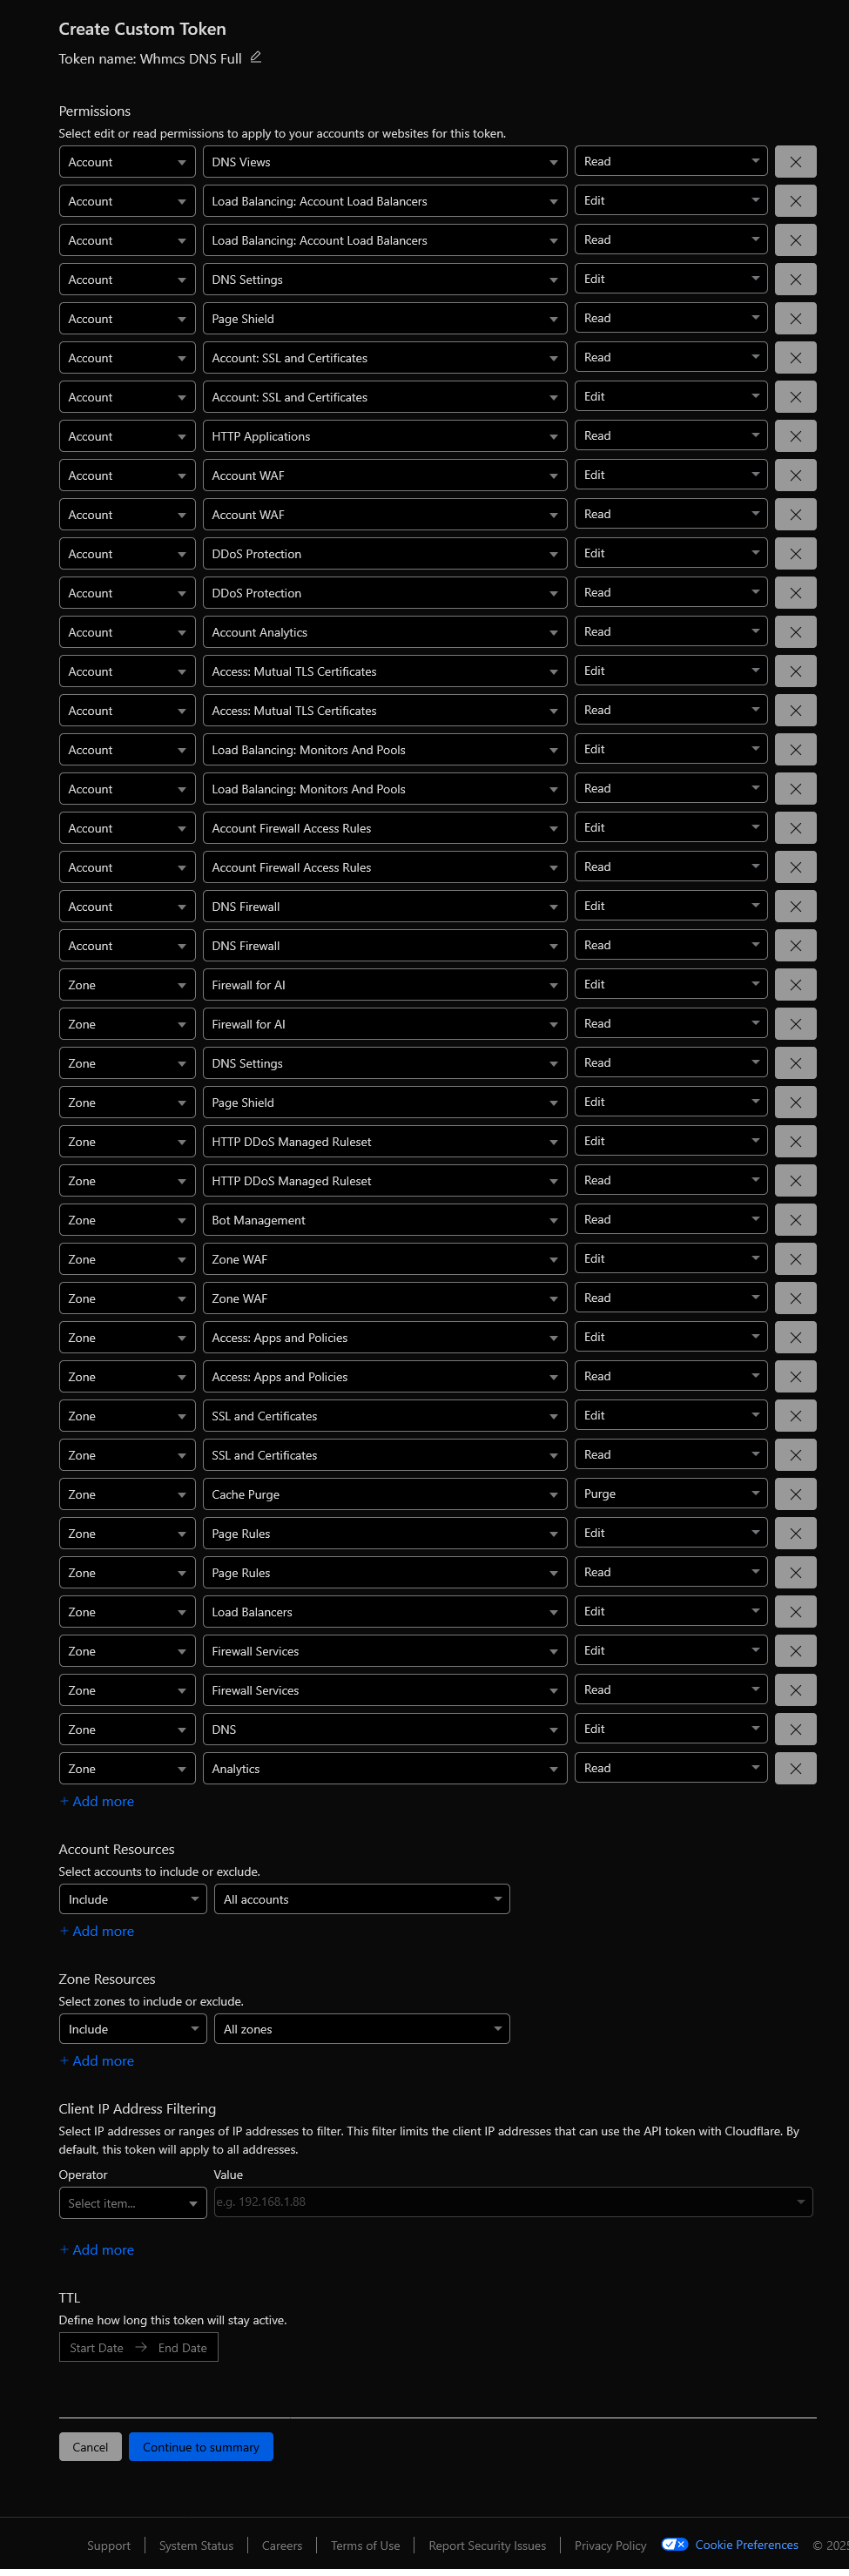 Create Custom Token
Token name: Whmcs DNS Full
Permissions
Select edit or read permissions to apply to your accounts or websites for this token.
Account DNS Views Read
Account Load Balancing: Account Load Balancers Edit
Account Load Balancing: Account Load Balancers Read
Account DNS Settings Edit
Account Page Shield Read
Account Account: SSL and Certificates Read
Account Account: SSL and Certificates Edit
Account HTTP Applications Read
Account Account WAF Edit
Account Account WAF Read
Account DDoS Protection Edit
Account DDoS Protection Read
Account Account Analytics Read
Account Access: Mutual TLS Certificates Edit
Account Access: Mutual TLS Certificates Read
Account Load Balancing: Monitors And Pools Edit
Account Load Balancing: Monitors And Pools Read
Account Account Firewall Access Rules Edit
Account Account Firewall Access Rules Read
Account DNS Firewall Edit
Account DNS Firewall Read
Zone Firewall for AI Edit
Zone Firewall for AI Read
Zone DNS Settings Read
Zone Page Shield Edit
Zone HTTP DDoS Managed Ruleset Edit
Zone HTTP DDoS Managed Ruleset Read
Zone Bot Management Read
Zone Zone WAF Edit
Zone Zone WAF Read
Zone Access: Apps and Policies Edit
Zone Access: Apps and Policies Read
Zone SSL and Certificates Edit
Zone SSL and Certificates Read
Zone Cache Purge Purge
Zone Page Rules Edit
Zone Page Rules Read
Zone Load Balancers Edit
Zone Firewall Services Edit
Zone Firewall Services Read
Zone DNS Edit
Zone Analytics Read
+ Add more
Account Resources
Select accounts to include or exclude.
Include All accounts
+ Add more
Zone Resources
Select zones to include or exclude.
Include All zones
+ Add more
Client IP Address Filtering
Select IP addresses or ranges of IP addresses to filter. This filter limits the client IP addresses that can use the API token with Cloudflare. By
default, this token will apply to all addresses.
Operator Value
Select item... e.g. 192.168.1.88
+ Add more
TTL
Define how long this token will stay active.
Start Date → End Date
Cancel Continue to summary
Support System Status Careers Terms of Use Report Security Issues Privacy Policy Cookie Preferences © 2025